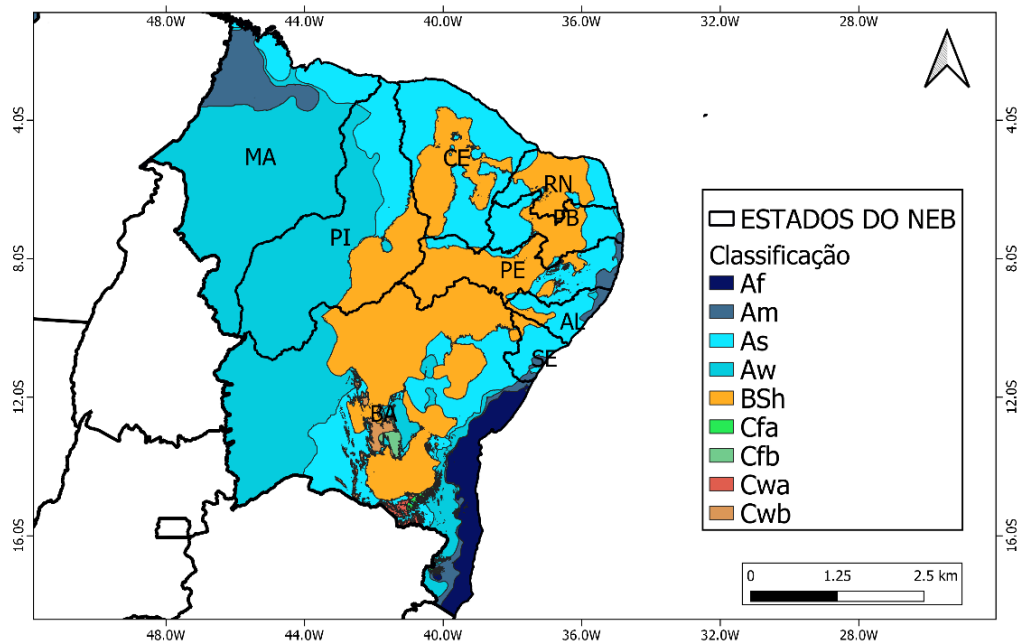 48.0W 44.0W 40.0W 36.0W 32.0W 28.0W
4.0S 4.0S
MA
CE
RN
PB
PI
8.0S 8.0S
PE
AL
SE
12.0S 12.0S
BA
16.0S 16.0S
ESTADOS DO NEB
Classificação
Af
Am
As
Aw
BSh
Cfa
Cfb
Cwa
Cwb
0 1.25 2.5 km
48.0W 44.0W 40.0W 36.0W 32.0W 28.0W